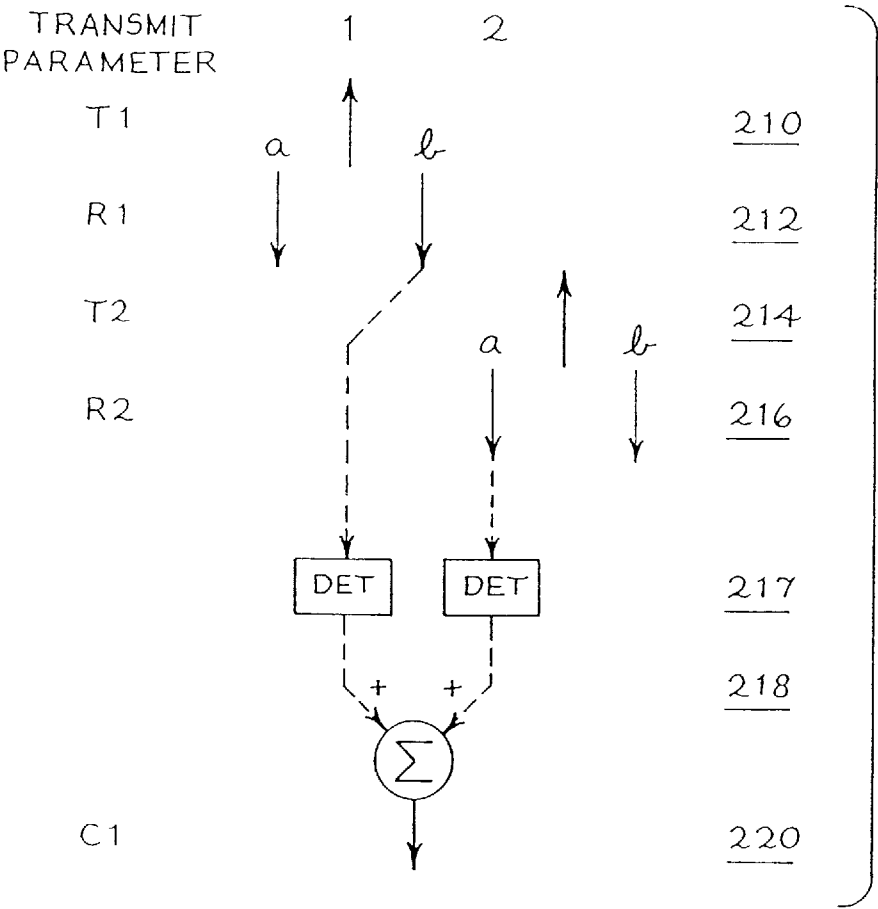 TRANSMIT 1 2
PARAMETER
T1 210
a b
R1 212
T2 214
a b
R2 216
DET DET 217
+ + 218
Σ
C1 220